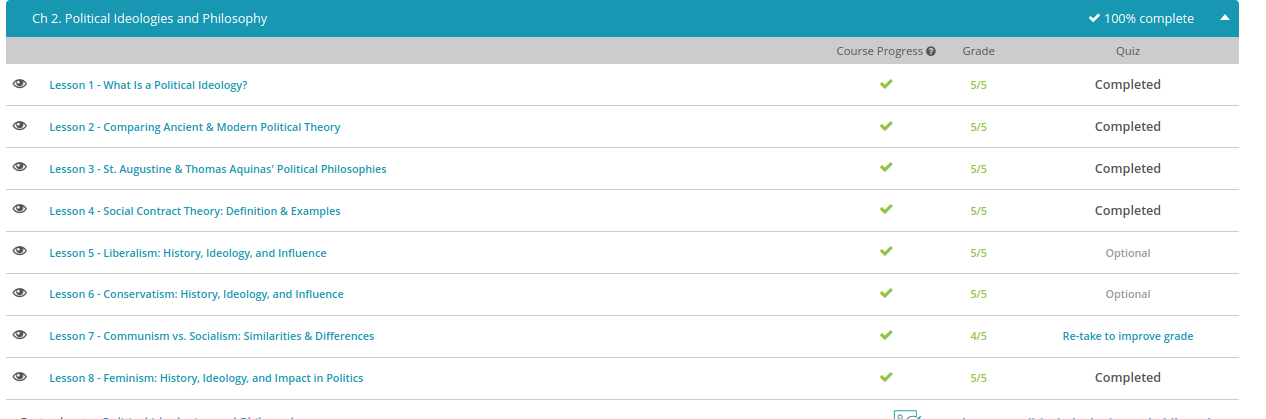 Ch 2. Political Ideologies and Philosophy 100% complete
Course Progress Grade Quiz
Lesson 1 - What Is a Political Ideology? 5/5 Completed
Lesson 2 - Comparing Ancient & Modern Political Theory 5/5 Completed
Lesson 3 - St. Augustine & Thomas Aquinas' Political Philosophies 5/5 Completed
Lesson 4 - Social Contract Theory: Definition & Examples 5/5 Completed
Lesson 5 - Liberalism: History, Ideology, and Influence 5/5 Optional
Lesson 6 - Conservatism: History, Ideology, and Influence 5/5 Optional
Lesson 7 - Communism vs. Socialism: Similarities & Differences 4/5 Re-take to improve grade
Lesson 8 - Feminism: History, Ideology, and Impact in Politics 5/5 Completed